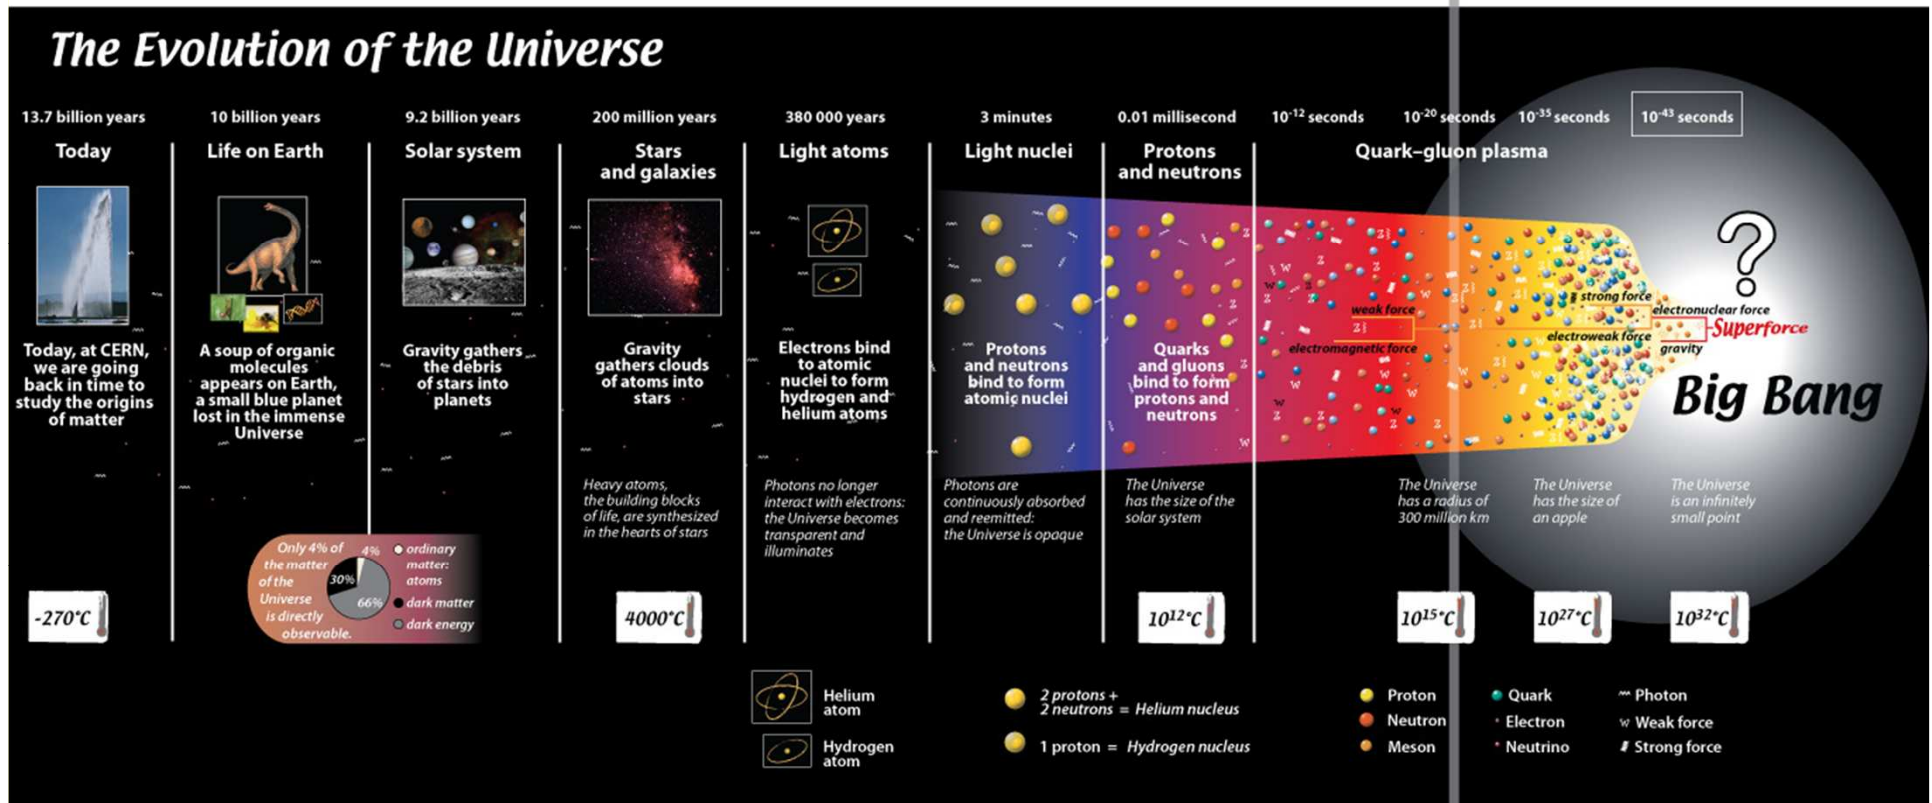 The Evolution of the Universe
13.7 billion years
Today
Today, at CERN,
we are going
back in time to
study the origins
of matter
-270°C
10 billion years
Life on Earth
A soup of organic
molecules
appears on Earth,
a small blue planet
lost in the immense
Universe
9.2 billion years
Solar system
Gravity gathers
the debris
of stars into
planets
Only 4% of
the matter
of the
Universe
is directly
observable.
4%
30%
66%
ordinary
matter:
atoms
dark matter
dark energy
200 million years
Stars
and galaxies
Gravity
gathers clouds
of atoms into
stars
Heavy atoms,
the building blocks
of life, are synthesized
in the hearts of stars
4000°C
380 000 years
Light atoms
Electrons bind
to atomic
nuclei to form
hydrogen and
helium atoms
Photons no longer
interact with electrons:
the Universe becomes
transparent and
illuminates
3 minutes
Light nuclei
Protons
and neutrons
bind to form
atomic nuclei
Photons are
continuously absorbed
and reemitted:
the Universe is opaque
0.01 millisecond
Protons
and neutrons
Quarks
and gluons
bind to form
protons and
neutrons
The Universe
has the size of the
solar system
10¹²°C
10⁻¹² seconds
10⁻²⁰ seconds
10⁻³⁵ seconds
10⁻⁴³ seconds
Quark–gluon plasma
weak force
electromagnetic force
strong force
electroweak force
electronuclear force
gravity
Superforce
?
Big Bang
The Universe
has a radius of
300 million km
10¹⁵°C
The Universe
has the size of
an apple
10²⁷°C
The Universe
is an infinitely
small point
10³²°C
Helium
atom
Hydrogen
atom
2 protons +
2 neutrons = Helium nucleus
1 proton = Hydrogen nucleus
Proton
Neutron
Meson
Quark
Electron
Neutrino
Photon
W Weak force
Strong force